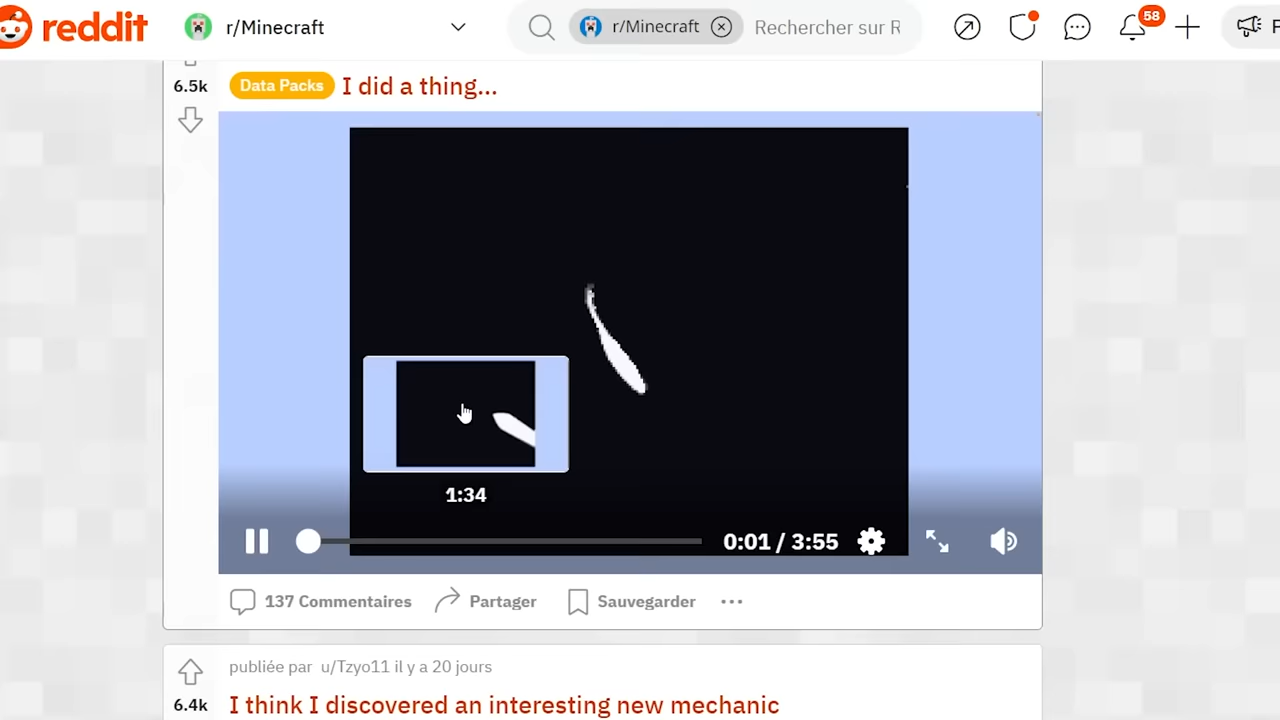 reddit
r/Minecraft
r/Minecraft
Rechercher sur R
58
6.5k
Data Packs
I did a thing...
1:34
0:01 / 3:55
137 Commentaires
Partager
Sauvegarder
publiée par u/Tzyo11 il y a 20 jours
6.4k
I think I discovered an interesting new mechanic